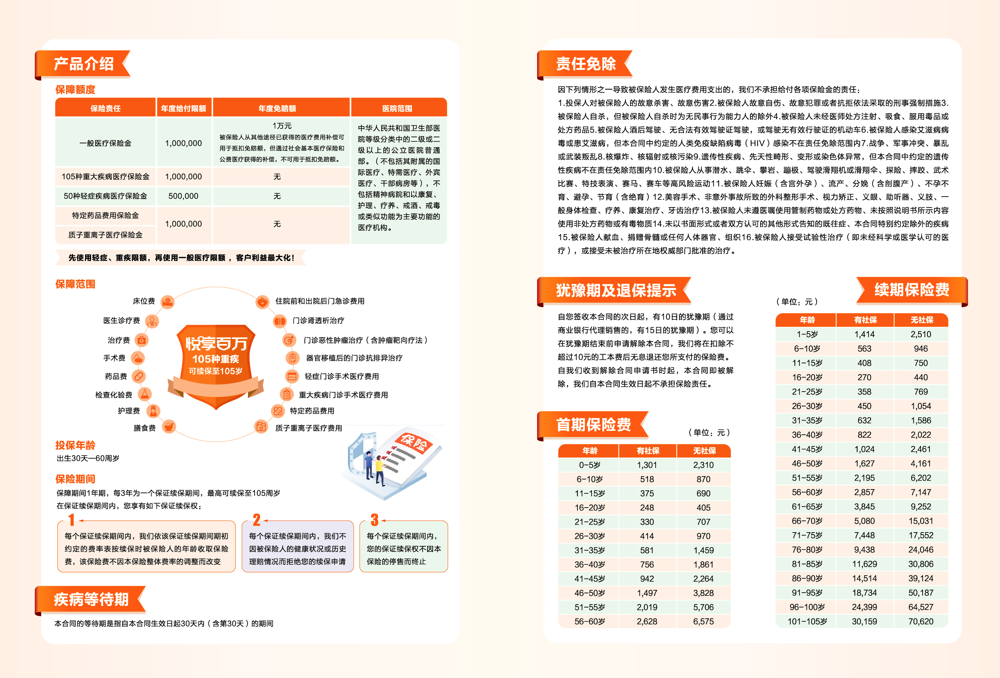 产品介绍
保障额度
保险责任 年度给付限额 年度免赔额 医院范围
一般医疗保险金 1,000,000
1万元
被保险人从其他途径已获得的医疗费用补偿可
用于抵扣免赔额，但通过社会基本医疗保险和
公费医疗获得的补偿，不可用于抵扣免赔额。
105种重大疾病医疗保险金 1,000,000 无
50种轻症疾病医疗保险金 500,000 无
特定药品费用保险金
质子重离子医疗保险金
1,000,000 无
中华人民共和国卫生部医
院等级分类中的二级或二
级以上的公立医院普通
部。（不包括其附属的国
际医疗、特需医疗、外宾
医疗、干部病房等），不
包括精神病院和以康复、
护理、疗养、戒酒、戒毒
或类似功能为主要功能的
医疗机构。
先使用轻症、重疾限额，再使用一般医疗限额，客户利益最大化！
保障范围
床位费
医生诊疗费
治疗费
手术费
药品费
检查化验费
护理费
膳食费
悦享百万
105种重疾
可续保至105岁
住院前和出院后门急诊费用
门诊肾透析治疗
门诊恶性肿瘤治疗（含肿瘤靶向疗法）
器官移植后的门诊抗排异治疗
轻症门诊手术医疗费用
重大疾病门诊手术医疗费用
特定药品费用
质子重离子医疗费用
保险
投保年龄
出生30天—60周岁
保险期间
保障期间1年期，每3年为一个保证续保期间，最高可续保至105周岁
在保证续保期间内，您享有如下保证续保权：
1
每个保证续保期间内，我们依该保证续保期间期初
约定的费率表按续保时被保险人的年龄收取保险
费，该保险费不因本保险整体费率的调整而改变
2
每个保证续保期间内，我们不
因被保险人的健康状况或历史
理赔情况而拒绝您的续保申请
3
每个保证续保期间内，
您的保证续保权不因本
保险的停售而终止
疾病等待期
本合同的等待期是指自本合同生效日起30天内（含第30天）的期间
责任免除
因下列情形之一导致被保险人发生医疗费用支出的，我们不承担给付各项保险金的责任：
1.投保人对被保险人的故意杀害、故意伤害2.被保险人故意自伤、故意犯罪或者抗拒依法采取的刑事强制措施3.
被保险人自杀，但被保险人自杀时为无民事行为能力人的除外4.被保险人未经医师处方注射、吸食、服用毒品或
处方药品5.被保险人酒后驾驶、无合法有效驾驶证驾驶，或驾驶无有效行驶证的机动车6.被保险人感染艾滋病病
毒或患艾滋病，但本合同中约定的人类免疫缺陷病毒（HIV）感染不在责任免除范围内7.战争、军事冲突、暴乱
或武装叛乱8.核爆炸、核辐射或核污染9.遗传性疾病、先天性畸形、变形或染色体异常，但本合同中约定的遗传
性疾病不在责任免除范围内10.被保险人从事潜水、跳伞、攀岩、蹦极、驾驶滑翔机或滑翔伞、探险、摔跤、武术
比赛、特技表演、赛马、赛车等高风险运动11.被保险人妊娠（含宫外孕）、流产、分娩（含剖腹产）、不孕不
育、避孕、节育（含绝育）12.美容手术、非意外事故所致的外科整形手术、视力矫正、义眼、助听器、义肢、一
般身体检查、疗养、康复治疗、牙齿治疗13.被保险人未遵医嘱使用管制药物或处方药物、未按照说明书所示内容
使用非处方药物或有毒物质14.未以书面形式或者双方认可的其他形式告知的既往症、本合同特别约定除外的疾病
15.被保险人献血、捐赠骨髓或任何人体器官、组织16.被保险人接受试验性治疗（即未经科学或医学认可的医
疗），或接受未被治疗所在地权威部门批准的治疗。
犹豫期及退保提示
自您签收本合同的次日起，有10日的犹豫期（通过
商业银行代理销售的，有15日的犹豫期）。您可以
在犹豫期结束前申请解除本合同，我们将在扣除不
超过10元的工本费后无息退还您所支付的保险费。
自我们收到解除合同申请书时起，本合同即被解
除，我们自本合同生效日起不承担保险责任。
首期保险费
（单位：元）
年龄 有社保 无社保
0-5岁 1,301 2,310
6-10岁 518 870
11-15岁 375 690
16-20岁 248 405
21-25岁 330 707
26-30岁 414 970
31-35岁 581 1,459
36-40岁 756 1,861
41-45岁 942 2,264
46-50岁 1,497 3,828
51-55岁 2,019 5,706
56-60岁 2,628 6,575
续期保险费
（单位：元）
年龄 有社保 无社保
1-5岁 1,414 2,510
6-10岁 563 946
11-15岁 408 750
16-20岁 270 440
21-25岁 358 769
26-30岁 450 1,054
31-35岁 632 1,586
36-40岁 822 2,022
41-45岁 1,024 2,461
46-50岁 1,627 4,161
51-55岁 2,195 6,202
56-60岁 2,857 7,147
61-65岁 3,845 9,252
66-70岁 5,080 15,031
71-75岁 7,448 17,552
76-80岁 9,438 24,046
81-85岁 11,629 30,806
86-90岁 14,514 39,124
91-95岁 18,734 50,187
96-100岁 24,399 64,527
101-105岁 30,159 70,620